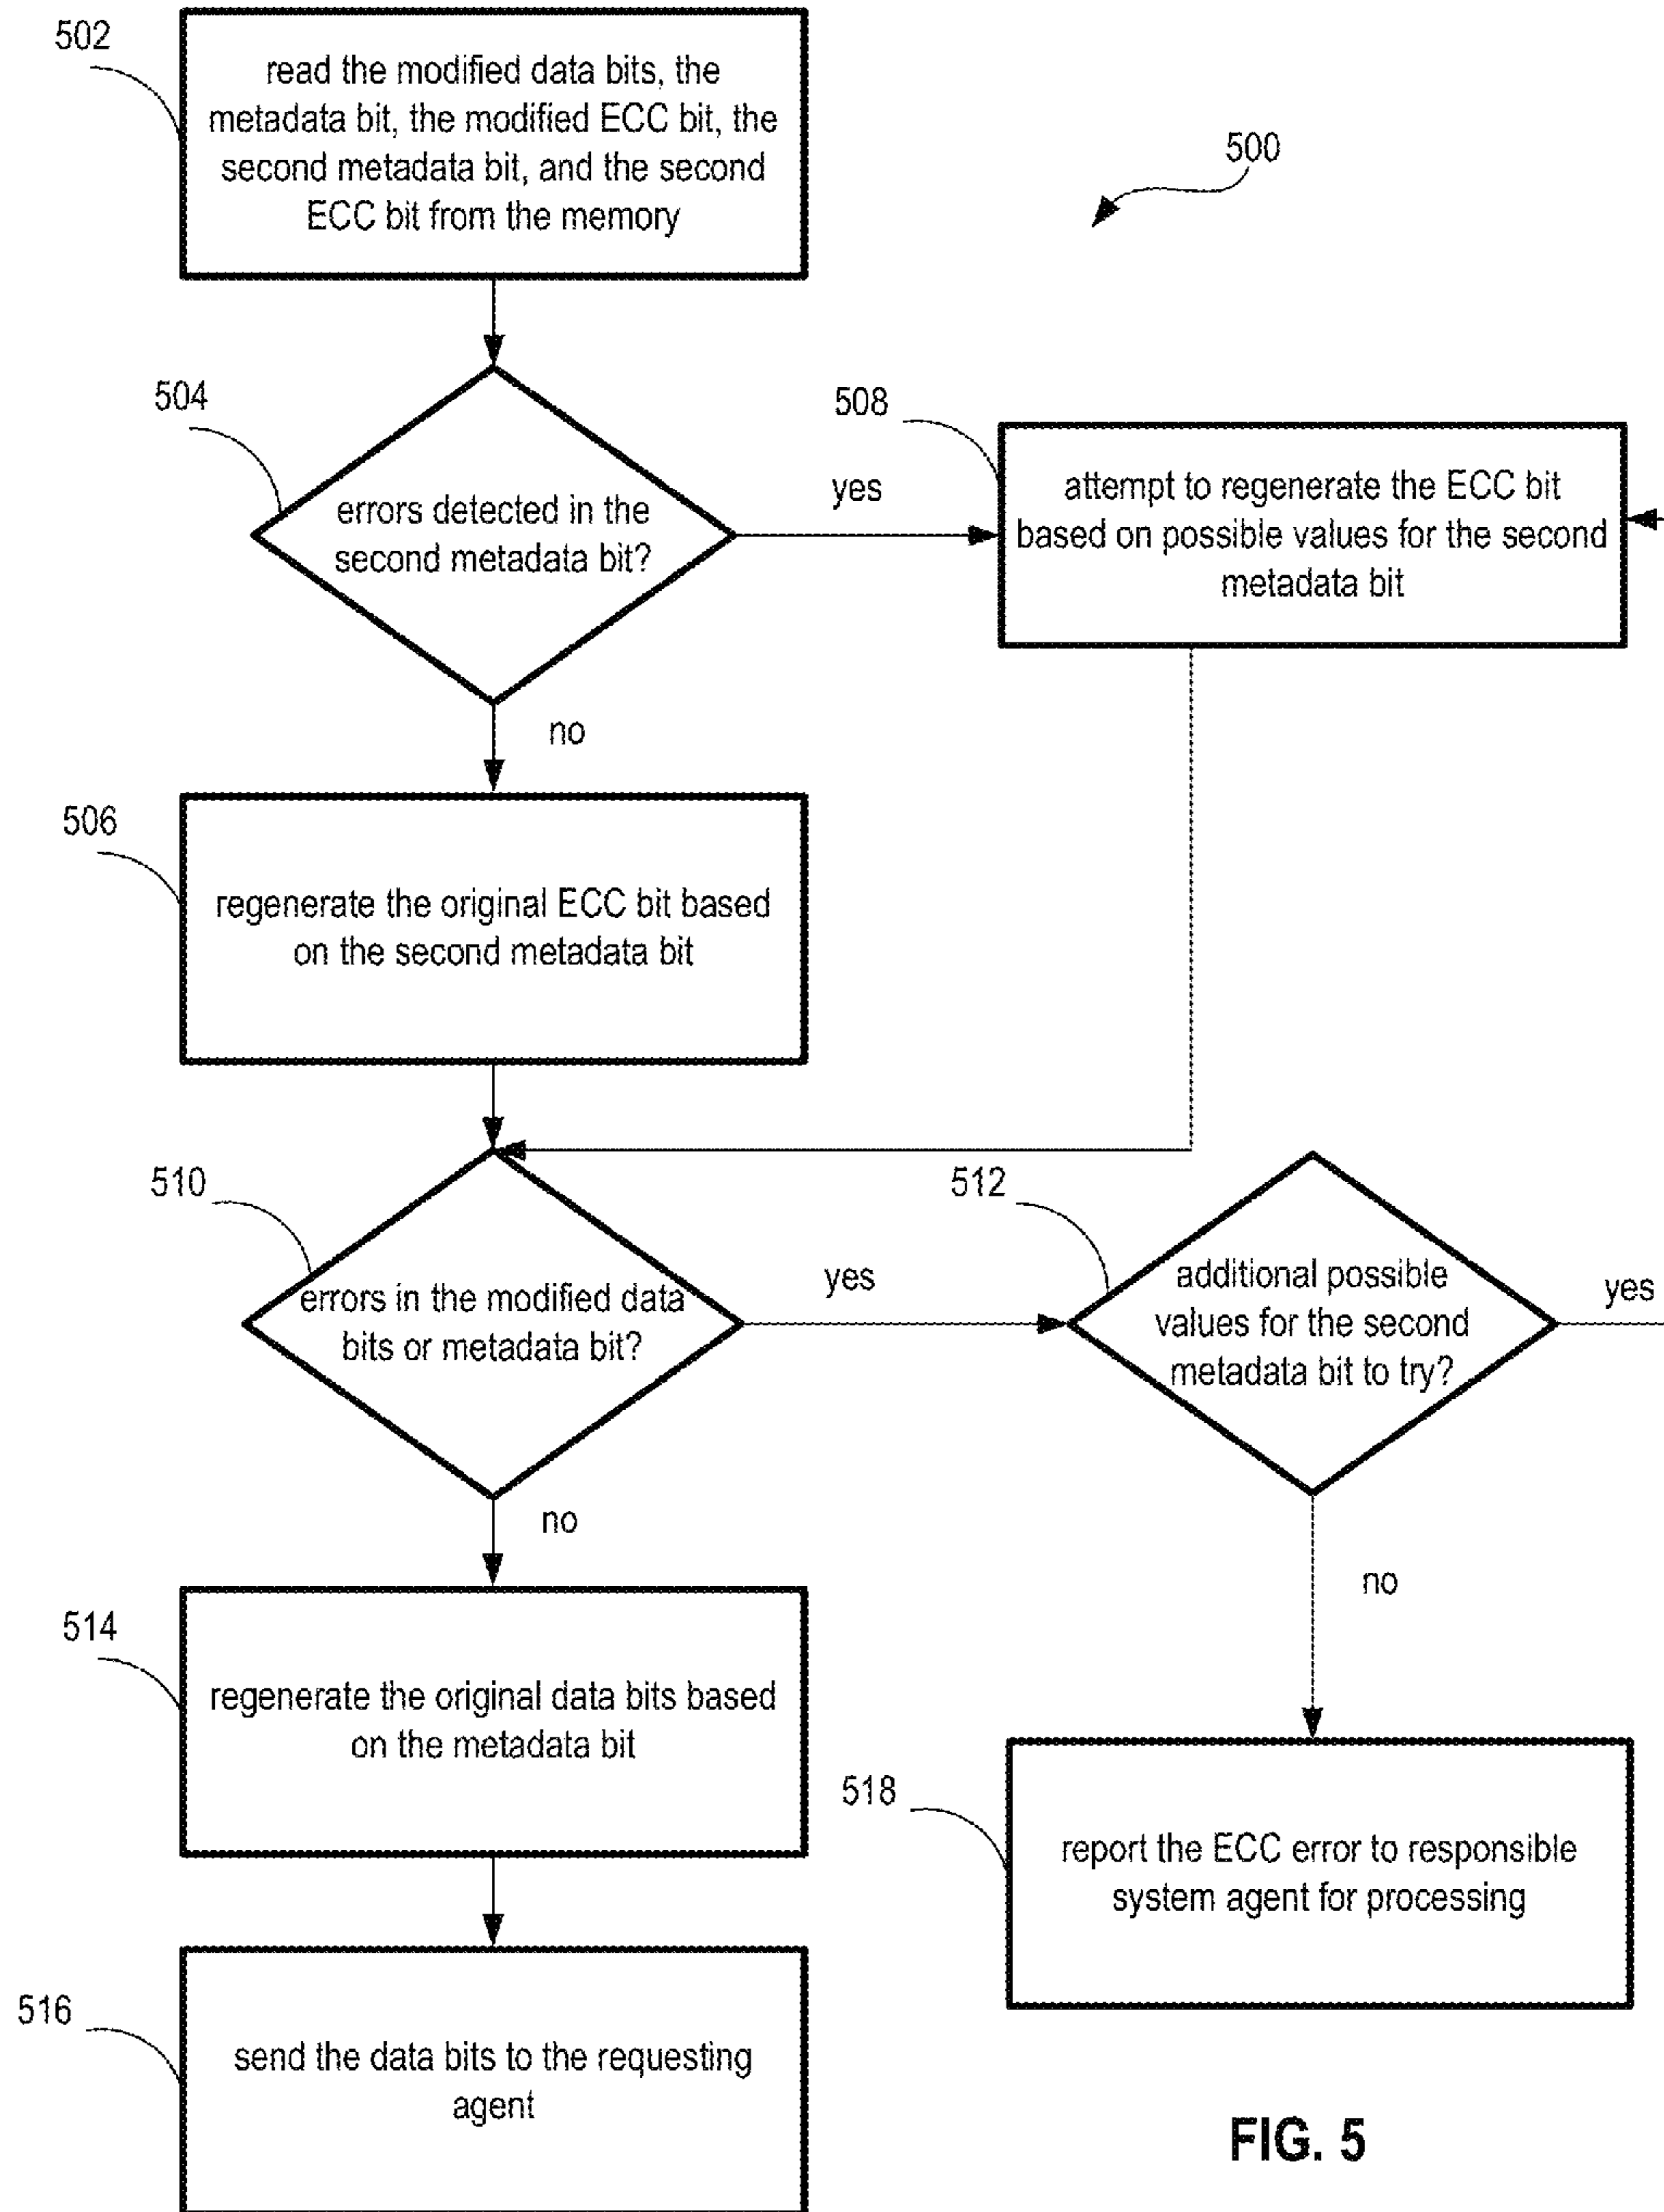 502
read the modified data bits, the
metadata bit, the modified ECC bit, the
second metadata bit, and the second
ECC bit from the memory
500
504
errors detected in the
second metadata bit?
yes
508
attempt to regenerate the ECC bit
based on possible values for the second
metadata bit
no
506
regenerate the original ECC bit based
on the second metadata bit
510
errors in the modified data
bits or metadata bit?
yes
512
additional possible
values for the second
metadata bit to try?
yes
no
no
514
regenerate the original data bits based
on the metadata bit
518
report the ECC error to responsible
system agent for processing
516
send the data bits to the requesting
agent
FIG. 5